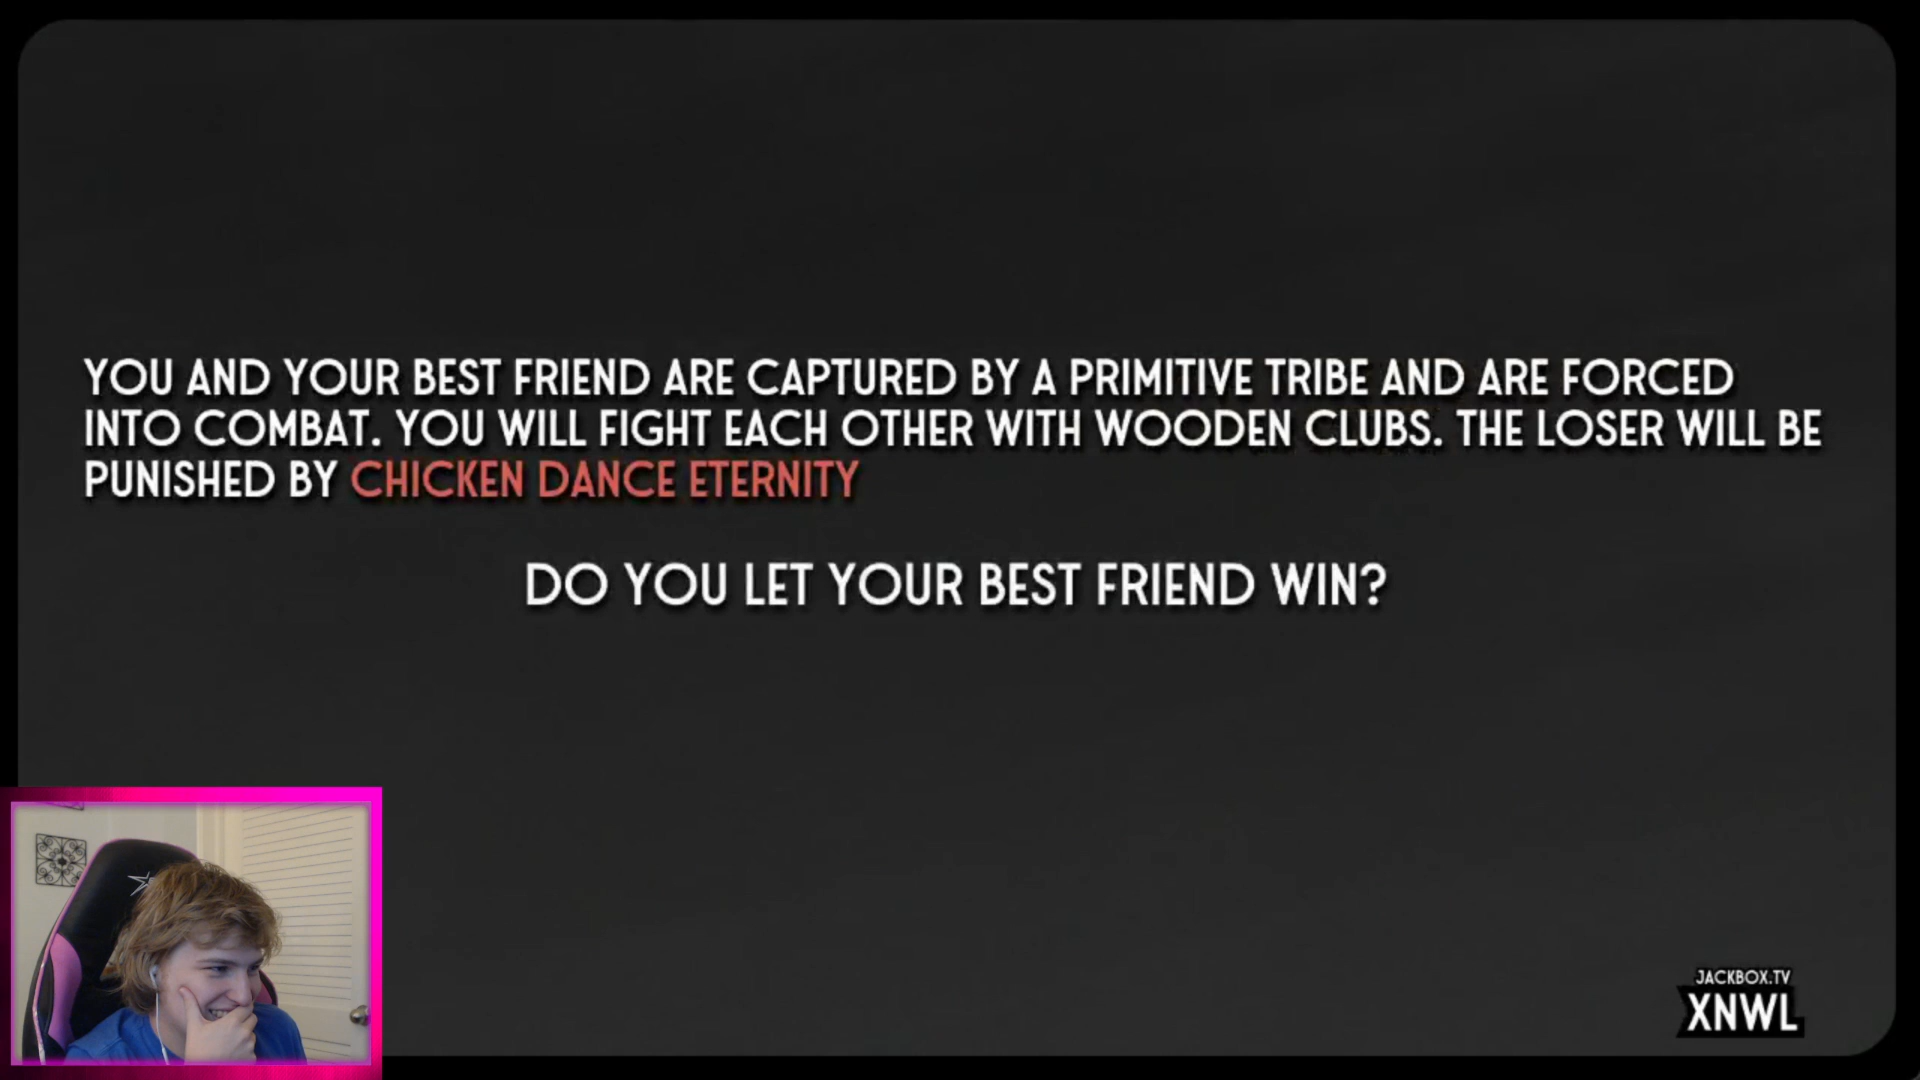 YOU AND YOUR BEST FRIEND ARE CAPTURED BY A PRIMITIVE TRIBE AND ARE FORCED
INTO COMBAT. YOU WILL FIGHT EACH OTHER WITH WOODEN CLUBS. THE LOSER WILL BE
PUNISHED BY CHICKEN DANCE ETERNITY
DO YOU LET YOUR BEST FRIEND WIN?
JACKBOX.TV
XNWL